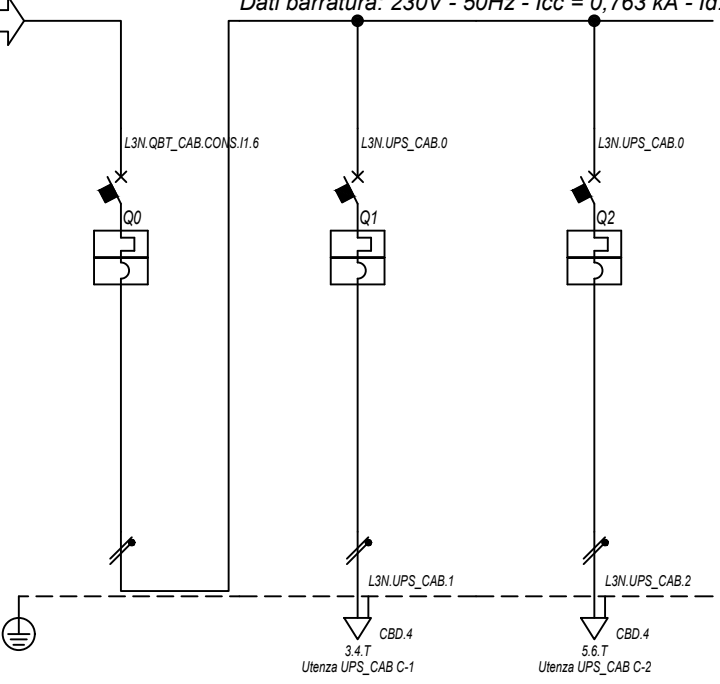 Dati barratura: 230V - 50Hz - Icc = 0,763 kA - Id
L3N.QBT_CAB.CONS.I1.6
L3N.UPS_CAB.0
L3N.UPS_CAB.0
Q0
Q1
Q2
L3N.UPS_CAB.1
L3N.UPS_CAB.2
CBD.4
CBD.4
3.4.T
5.6.T
Utenza UPS_CAB C-1
Utenza UPS_CAB C-2